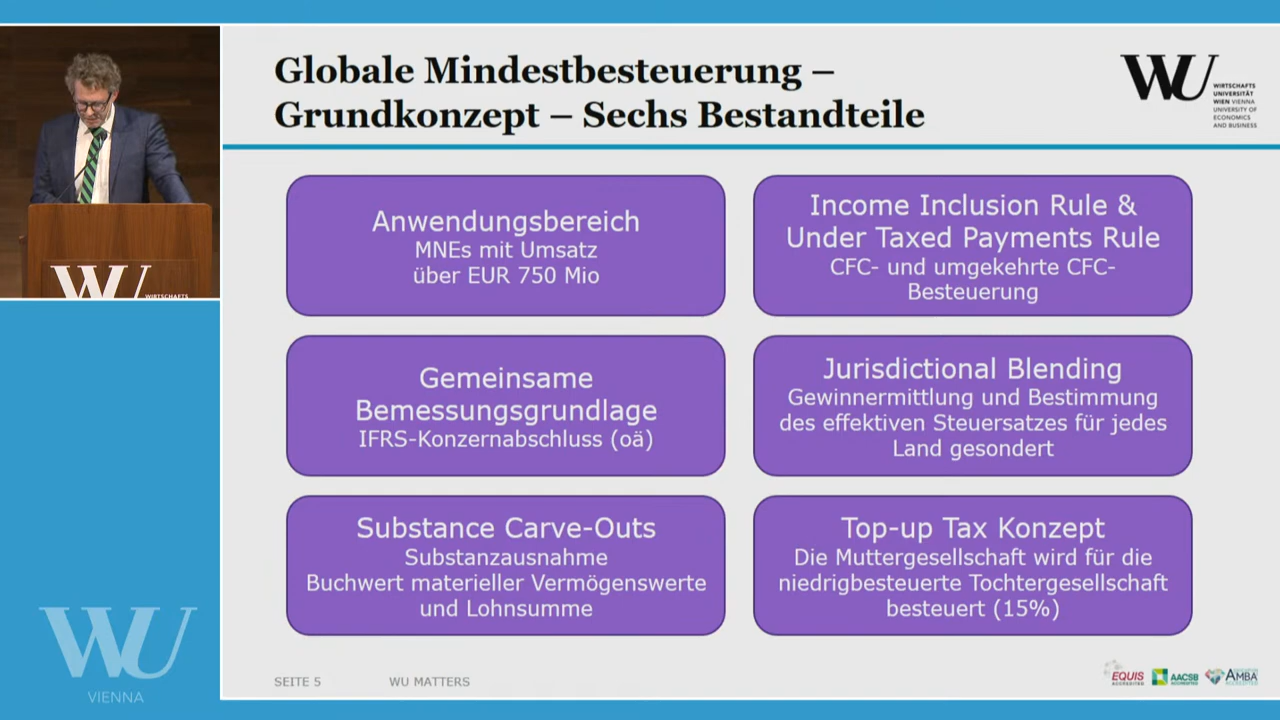 Globale Mindestbesteuerung –
Grundkonzept – Sechs Bestandteile
WU
WIRTSCHAFTS
UNIVERSITÄT
WIEN VIENNA
UNIVERSITY OF
ECONOMICS
AND BUSINESS
Anwendungsbereich
MNEs mit Umsatz
über EUR 750 Mio
Income Inclusion Rule &
Under Taxed Payments Rule
CFC- und umgekehrte CFC-
Besteuerung
Gemeinsame
Bemessungsgrundlage
IFRS-Konzernabschluss (oä)
Jurisdictional Blending
Gewinnermittlung und Bestimmung
des effektiven Steuersatzes für jedes
Land gesondert
Substance Carve-Outs
Substanzausnahme
Buchwert materieller Vermögenswerte
und Lohnsumme
Top-up Tax Konzept
Die Muttergesellschaft wird für die
niedrigbesteuerte Tochtergesellschaft
besteuert (15%)
SEITE 5
WU MATTERS
EQUIS
ACCREDITED
AACSB
ACCREDITED
AMBA
W
WIRTSCHAFTS
WU
VIENNA